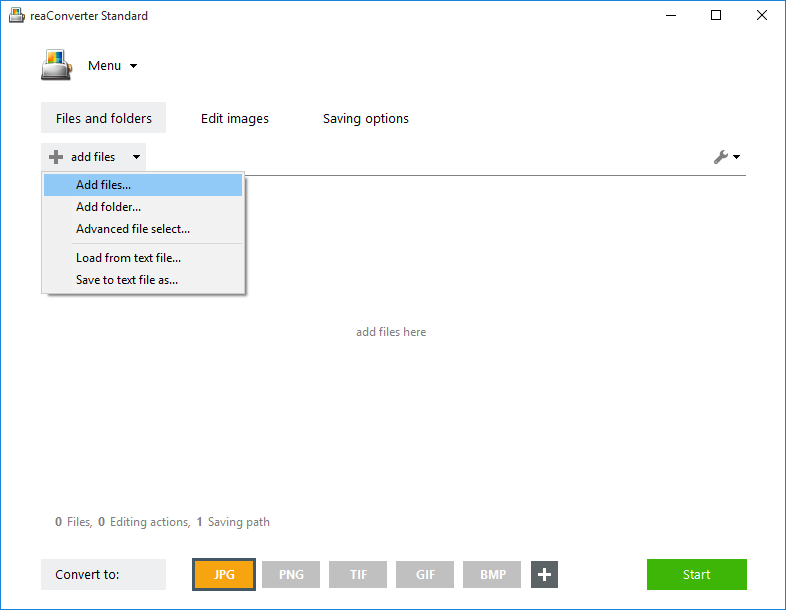 reaConverter Standard
Menu
Files and folders Edit images Saving options
add files
Add files...
Add folder...
Advanced file select...
Load from text file...
Save to text file as...
add files here
0 Files, 0 Editing actions, 1 Saving path
Convert to: JPG PNG TIF GIF BMP Start